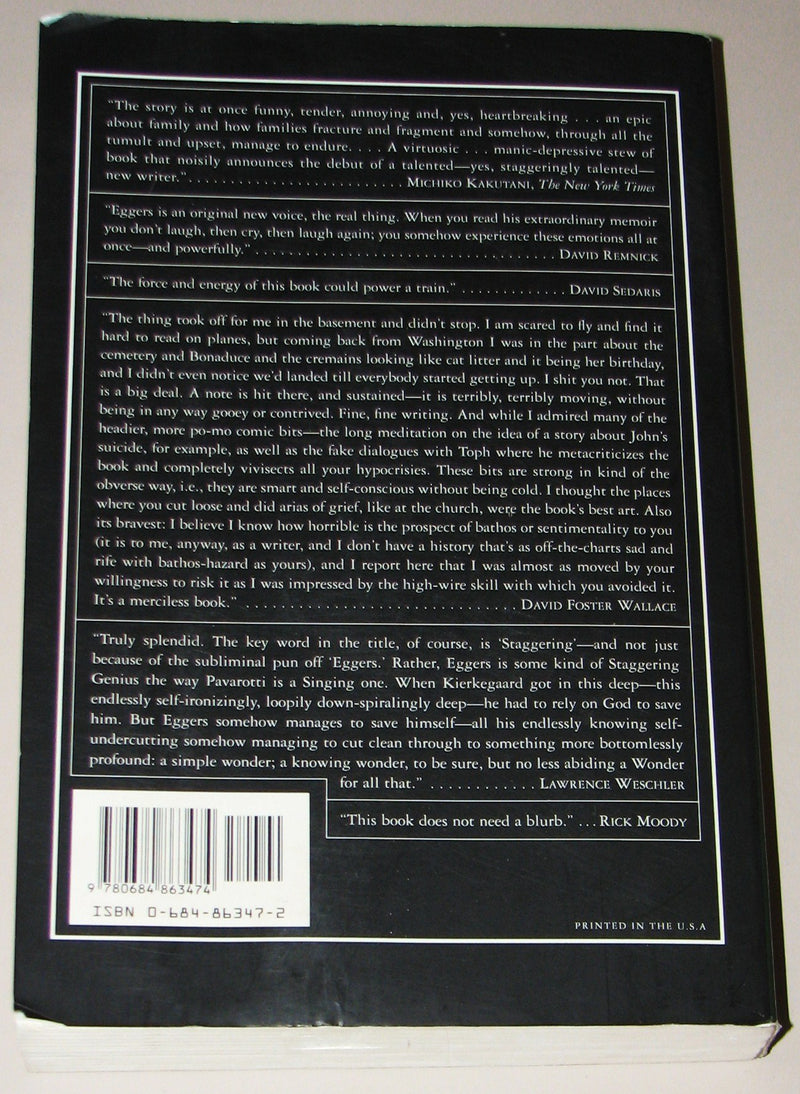 “The story is at once funny, tender, annoying and, yes, heartbreaking . . . an epic
about family and how families fracture and fragment and somehow, through all the
tumult and upset, manage to endure. . . . A virtuosic . . . manic-depressive stew of
book that noisily announces the debut of a talented—yes, staggeringly talented—
new writer.” . . . . . . . . . . . . . . . . . . . . . . . . . . MICHIKO KAKUTANI, The New York Times
“Eggers is an original new voice, the real thing. When you read his extraordinary memoir
you don't laugh, then cry, then laugh again; you somehow experience these emotions all at
once—and powerfully.” . . . . . . . . . . . . . . . . . . . . . . . . . . . . . . . . . . . . DAVID REMNICK
“The force and energy of this book could power a train.” . . . . . . . . . . . . . DAVID SEDARIS
“The thing took off for me in the basement and didn't stop. I am scared to fly and find it
hard to read on planes, but coming back from Washington I was in the part about the
cemetery and Bonaduce and the cremains looking like cat litter and it being her birthday,
and I didn't even notice we'd landed till everybody started getting up. I shit you not. That
is a big deal. A note is hit there, and sustained—it is terribly, terribly moving, without
being in any way gooey or contrived. Fine, fine writing. And while I admired many of the
headier, more po-mo comic bits—the long meditation on the idea of a story about John's
suicide, for example, as well as the fake dialogues with Toph where he metacriticizes the
book and completely vivisects all your hypocrisies. These bits are strong in kind of the
obverse way, i.e., they are smart and self-conscious without being cold. I thought the places
where you cut loose and did arias of grief, like at the church, were the book's best art. Also
its bravest: I believe I know how horrible is the prospect of bathos or sentimentality to you
(it is to me, anyway, as a writer, and I don't have a history that's as off-the-charts sad and
rife with bathos-hazard as yours), and I report here that I was almost as moved by your
willingness to risk it as I was impressed by the high-wire skill with which you avoided it.
It's a merciless book.” . . . . . . . . . . . . . . . . . . . . . . . . . . . . . . . . DAVID FOSTER WALLACE
“Truly splendid. The key word in the title, of course, is ‘Staggering’—and not just
because of the subliminal pun off ‘Eggers.’ Rather, Eggers is some kind of Staggering
Genius the way Pavarotti is a Singing one. When Kierkegaard got in this deep—this
endlessly self-ironizingly, loopily down-spiralingly deep—he had to rely on God to save
him. But Eggers somehow manages to save himself—all his endlessly knowing self-
undercutting somehow managing to cut clean through to something more bottomlessly
profound: a simple wonder; a knowing wonder, to be sure, but no less abiding a Wonder
for all that.” . . . . . . . . . . . . LAWRENCE WESCHLER
“This book does not need a blurb.” . . . RICK MOODY
9 780684 863474
ISBN 0-684-86347-2
PRINTED IN THE U.S.A